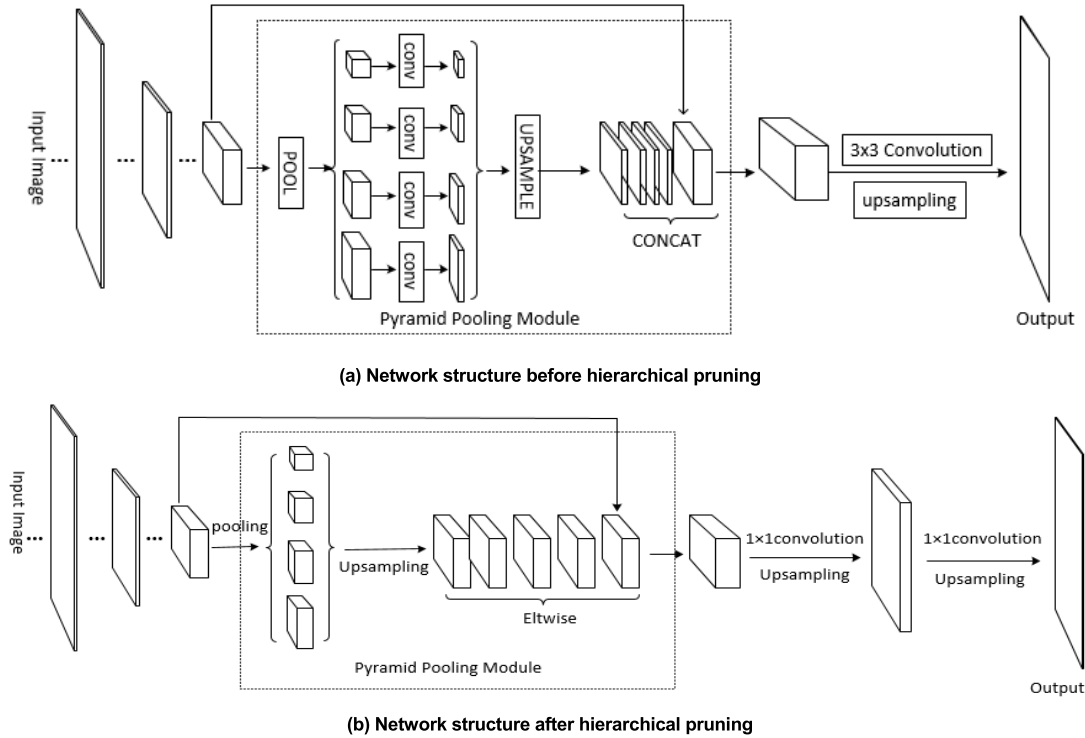 Input Image
...
...
...
POOL
conv
conv
conv
conv
UPSAMPLE
CONCAT
Pyramid Pooling Module
3x3 Convolution
upsampling
Output
(a) Network structure before hierarchical pruning
Input Image
...
...
...
pooling
Upsampling
Eltwise
Pyramid Pooling Module
1×1convolution
Upsampling
1×1convolution
Upsampling
Output
(b) Network structure after hierarchical pruning